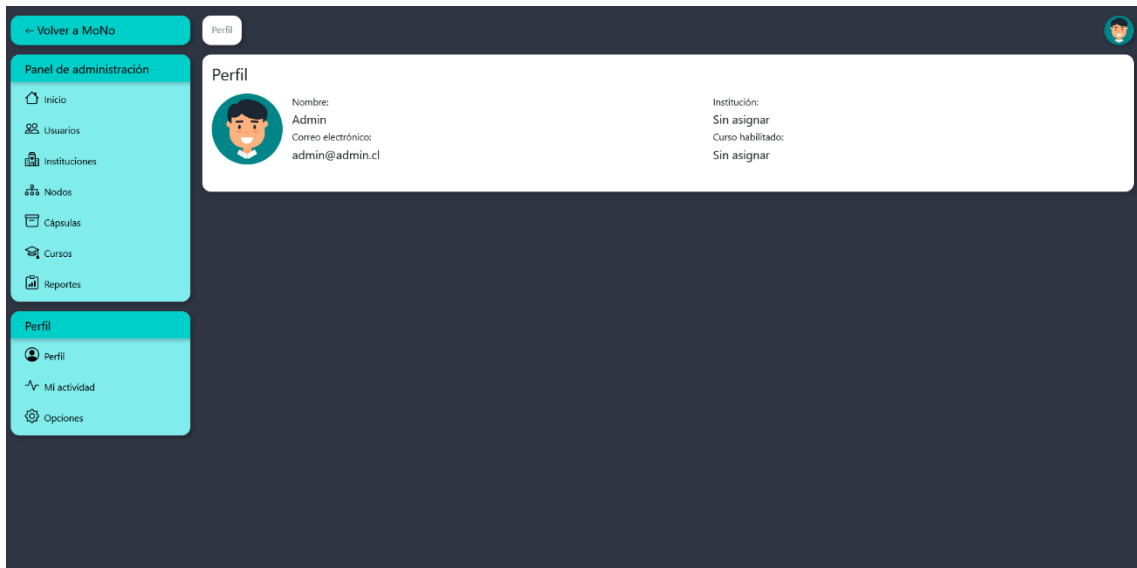 ← Volver a MoNo
Perfil
Panel de administración
Inicio
Usuarios
Instituciones
Nodos
Cápsulas
Cursos
Reportes
Perfil
Perfil
Mi actividad
Opciones
Perfil
Nombre:
Admin
Correo electrónico:
admin@admin.cl
Institución:
Sin asignar
Curso habilitado:
Sin asignar